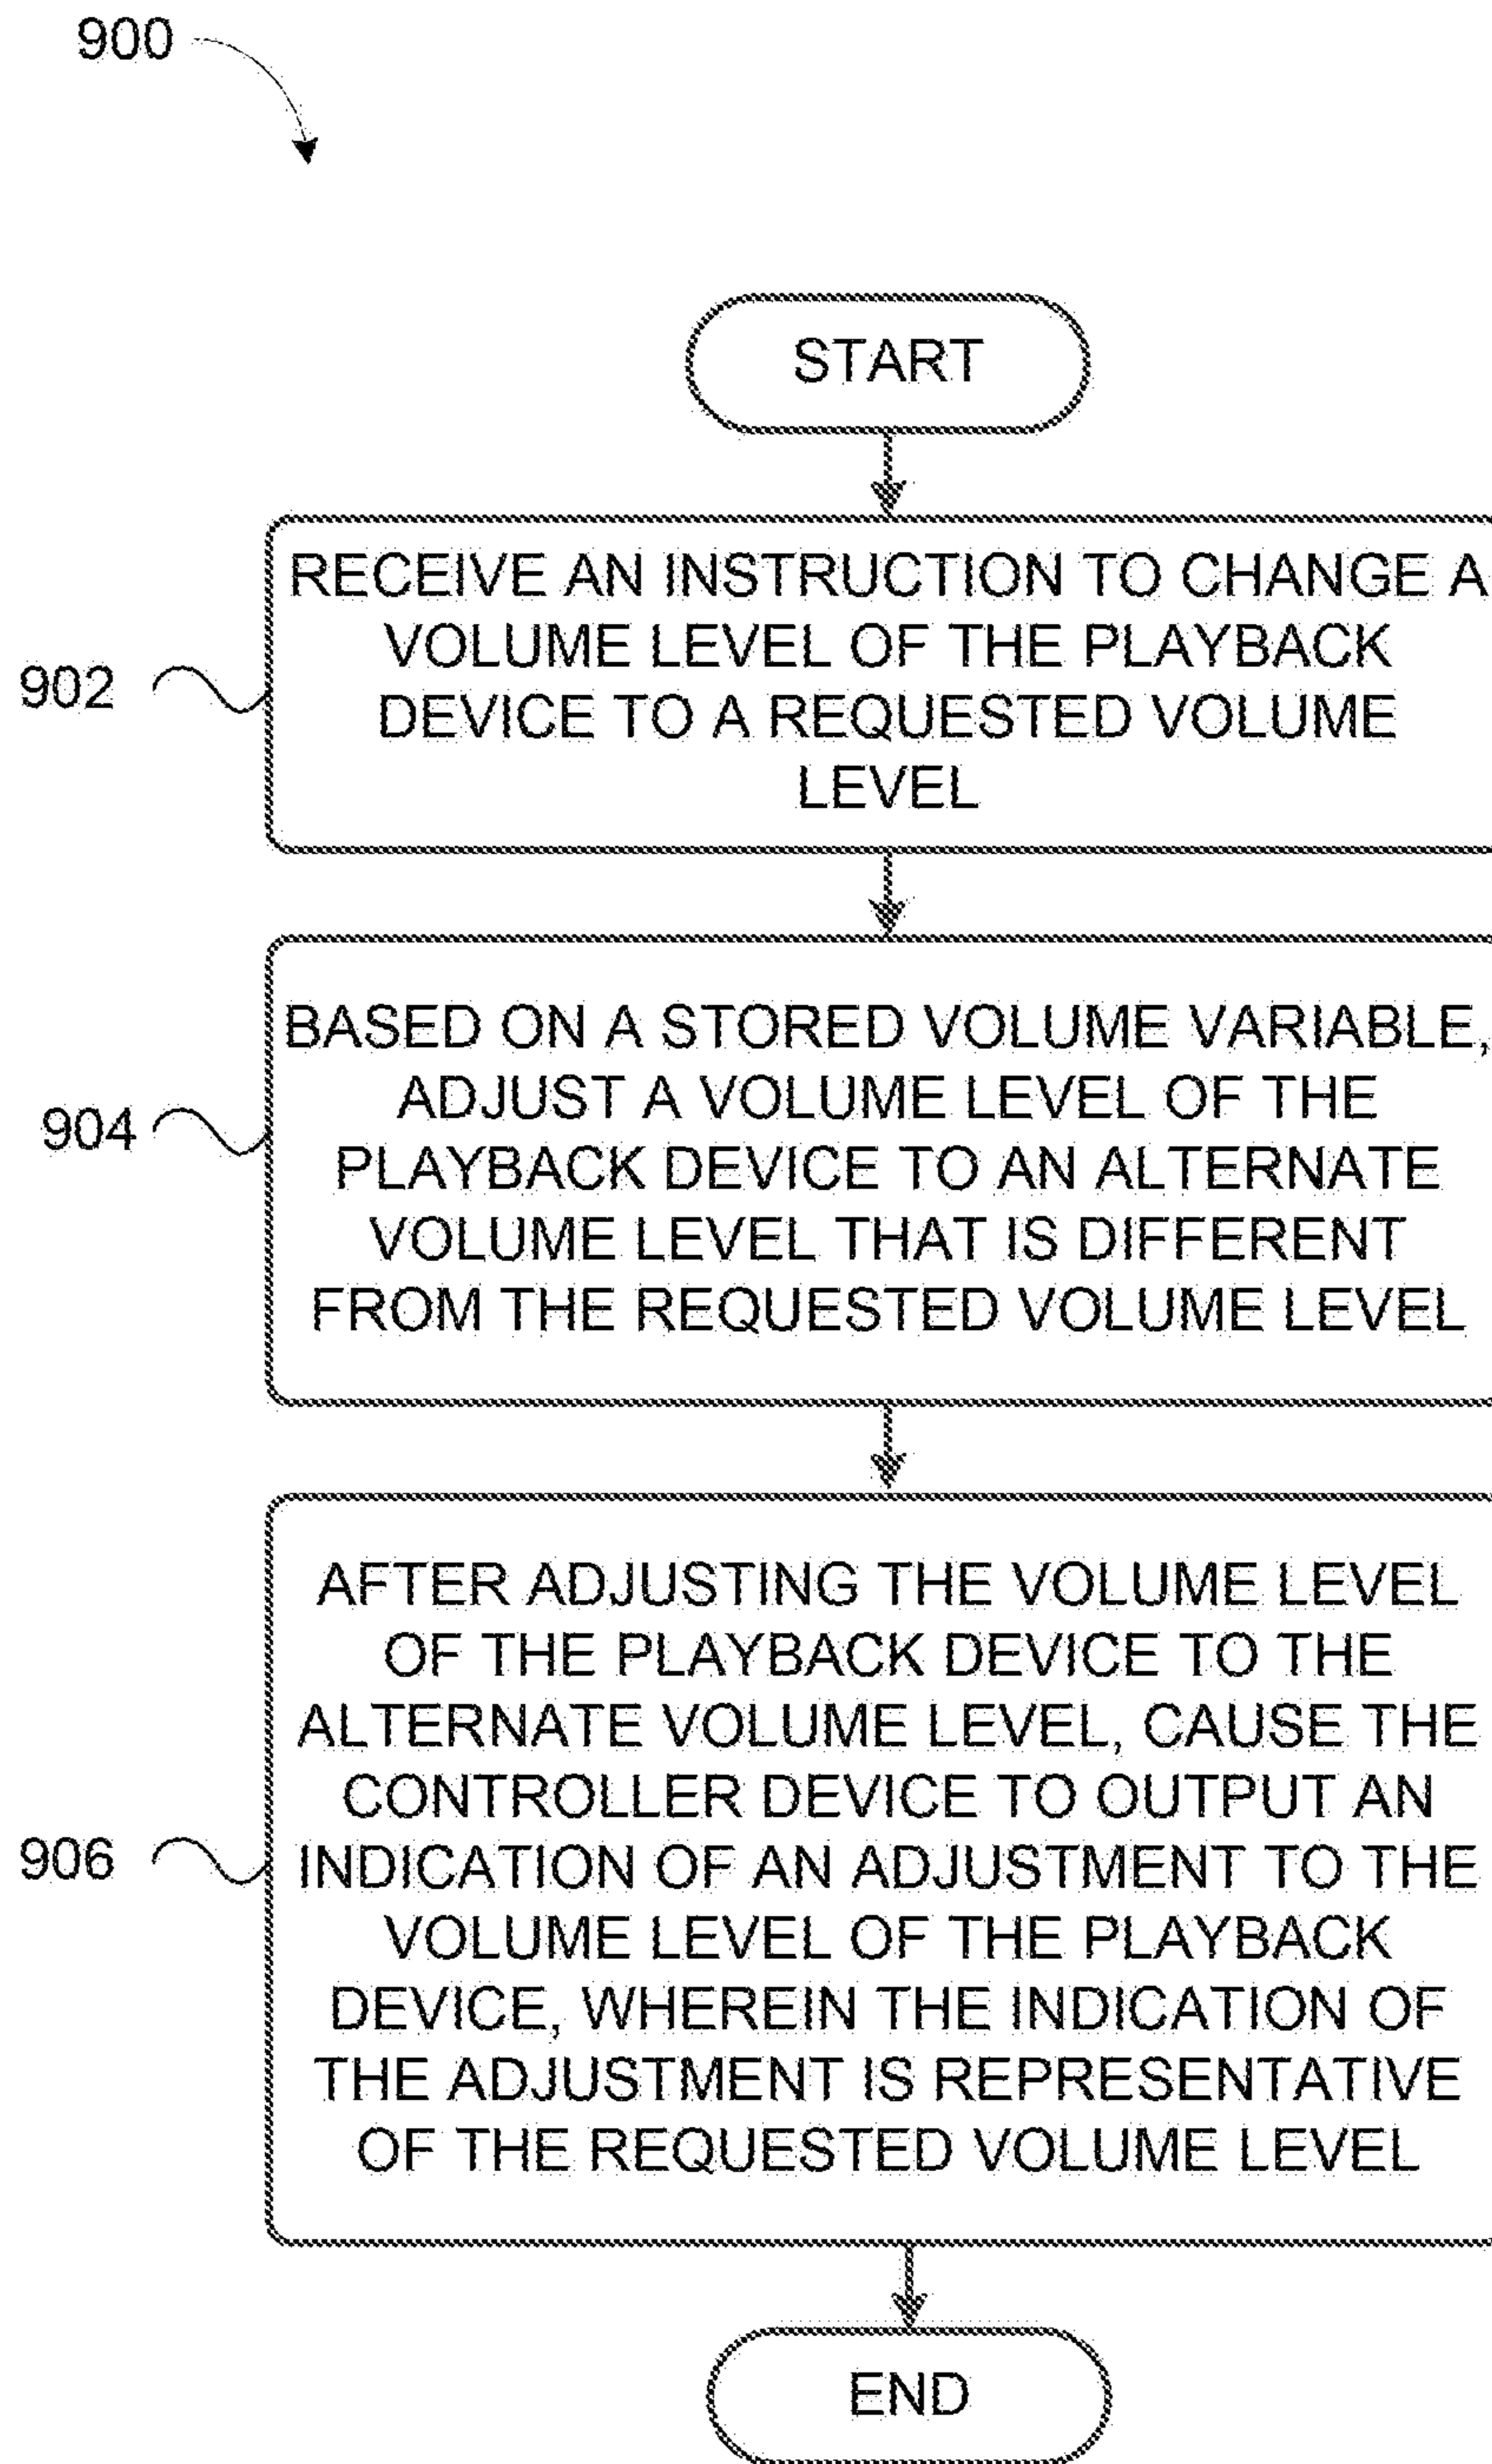 900
START
902
RECEIVE AN INSTRUCTION TO CHANGE A
VOLUME LEVEL OF THE PLAYBACK
DEVICE TO A REQUESTED VOLUME
LEVEL
904
BASED ON A STORED VOLUME VARIABLE,
ADJUST A VOLUME LEVEL OF THE
PLAYBACK DEVICE TO AN ALTERNATE
VOLUME LEVEL THAT IS DIFFERENT
FROM THE REQUESTED VOLUME LEVEL
906
AFTER ADJUSTING THE VOLUME LEVEL
OF THE PLAYBACK DEVICE TO THE
ALTERNATE VOLUME LEVEL, CAUSE THE
CONTROLLER DEVICE TO OUTPUT AN
INDICATION OF AN ADJUSTMENT TO THE
VOLUME LEVEL OF THE PLAYBACK
DEVICE, WHEREIN THE INDICATION OF
THE ADJUSTMENT IS REPRESENTATIVE
OF THE REQUESTED VOLUME LEVEL
END